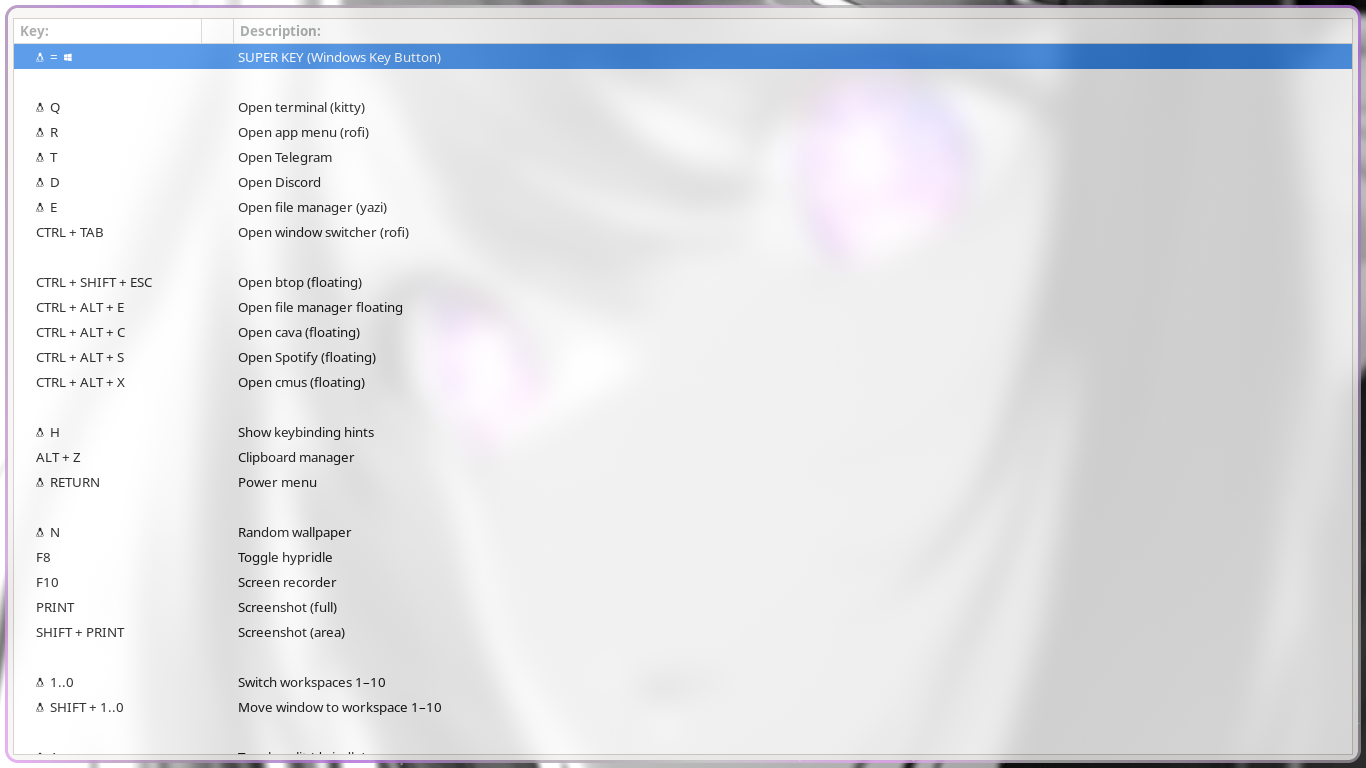 Key: Description:
= SUPER KEY (Windows Key Button)
Q Open terminal (kitty)
R Open app menu (rofi)
T Open Telegram
D Open Discord
E Open file manager (yazi)
CTRL + TAB Open window switcher (rofi)
CTRL + SHIFT + ESC Open btop (floating)
CTRL + ALT + E Open file manager floating
CTRL + ALT + C Open cava (floating)
CTRL + ALT + S Open Spotify (floating)
CTRL + ALT + X Open cmus (floating)
H Show keybinding hints
ALT + Z Clipboard manager
RETURN Power menu
N Random wallpaper
F8 Toggle hypridle
F10 Screen recorder
PRINT Screenshot (full)
SHIFT + PRINT Screenshot (area)
1..0 Switch workspaces 1–10
SHIFT + 1..0 Move window to workspace 1–10